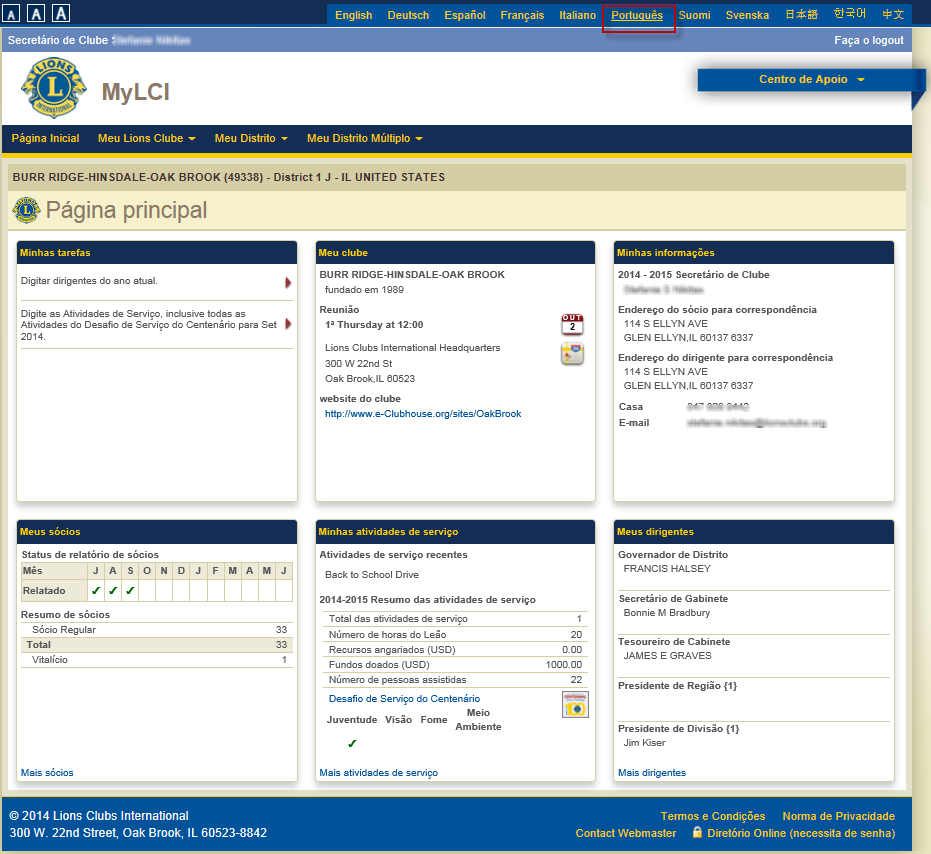 A A A English Deutsch Español Français Italiano Português Suomi Svenska 日本語 한국어 中文
Secretário de Clube : Faça o logout
LIONS L INTERNATIONAL
MyLCI
Centro de Apoio
Página Inicial Meu Lions Clube Meu Distrito Meu Distrito Múltiplo
BURR RIDGE-HINSDALE-OAK BROOK (49338) - District 1 J - IL UNITED STATES
Página principal
Minhas tarefas
Digitar dirigentes do ano atual.
Digite as Atividades de Serviço, inclusive todas as
Atividades do Desafio de Serviço do Centenário para Set
2014.
Meu clube
BURR RIDGE-HINSDALE-OAK BROOK
fundado em 1989
Reunião
1ª Thursday at 12:00
OUT
2
Lions Clubs International Headquarters
300 W 22nd St
Oak Brook,IL 60523
website do clube
http://www.e-Clubhouse.org/sites/OakBrook
Minhas informações
2014 - 2015 Secretário de Clube
Endereço do sócio para correspondência
114 S ELLYN AVE
GLEN ELLYN,IL 60137 6337
Endereço do dirigente para correspondência
114 S ELLYN AVE
GLEN ELLYN,IL 60137 6337
Casa
E-mail
Meus sócios
Status de relatório de sócios
Mês J A S O N D J F M A M J
Relatado ✓ ✓ ✓
Resumo de sócios
Sócio Regular 33
Total 33
Vitalício 1
Mais sócios
Minhas atividades de serviço
Atividades de serviço recentes
Back to School Drive
2014-2015 Resumo das atividades de serviço
Total das atividades de serviço 1
Número de horas do Leão 20
Recursos angariados (USD) 0.00
Fundos doados (USD) 1000.00
Número de pessoas assistidas 22
Desafio de Serviço do Centenário
Juventude Visão Fome Meio
Ambiente
✓
Mais atividades de serviço
Meus dirigentes
Governador de Distrito
FRANCIS HALSEY
Secretário de Gabinete
Bonnie M Bradbury
Tesoureiro de Cabinete
JAMES E GRAVES
Presidente de Região {1}
Presidente de Divisão {1}
Jim Kiser
Mais dirigentes
© 2014 Lions Clubs International
300 W. 22nd Street, Oak Brook, IL 60523-8842
Termos e Condições Norma de Privacidade
Contact Webmaster Diretório Online (necessita de senha)